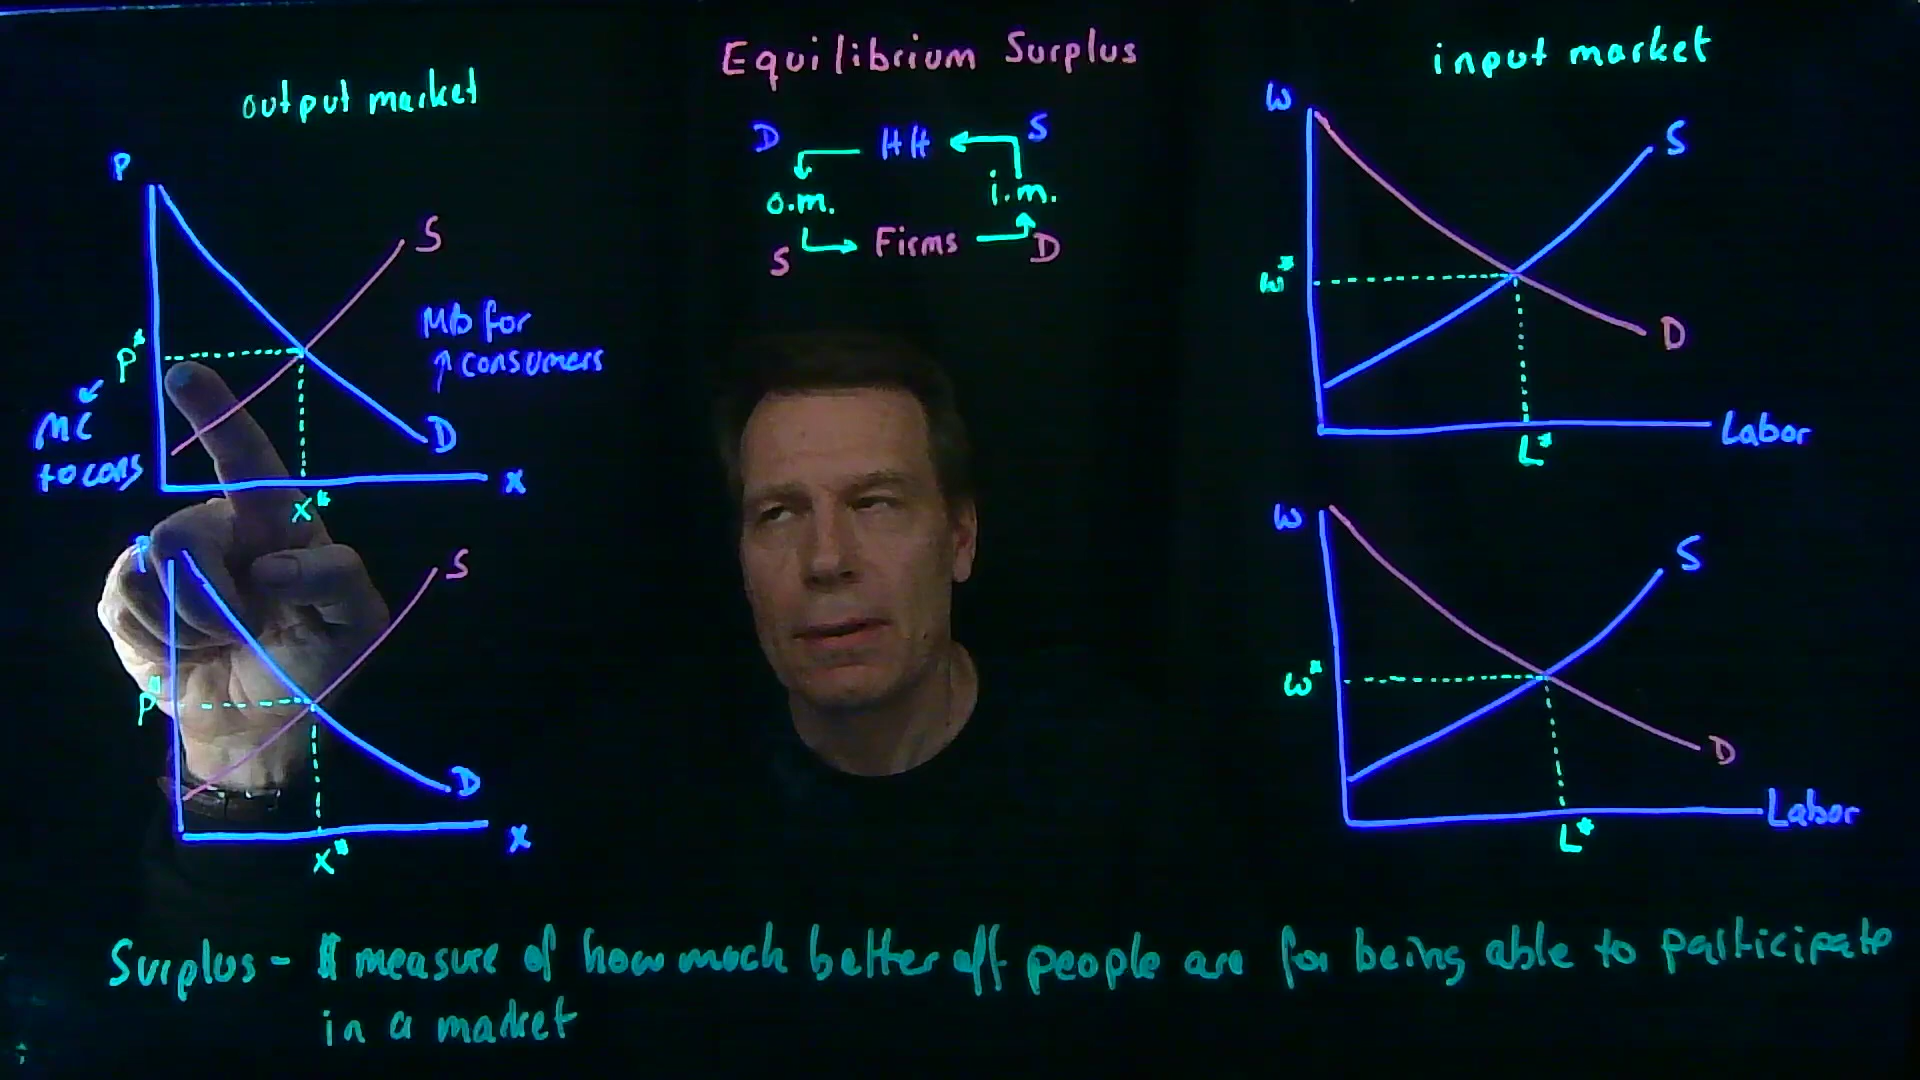 Equilibrium Surplus
output market
P
S
Mb for
↑ consumers
P*
MC
to cons
D
X
X*
P
S
P*
D
X
X*
D
HH
S
o.m.
i.m.
S
Firms
D
input market
W
S
W*
D
Labor
L*
W
S
W*
D
Labor
L*
Surplus - $ measure of how much better off people are for being able to participate
in a market